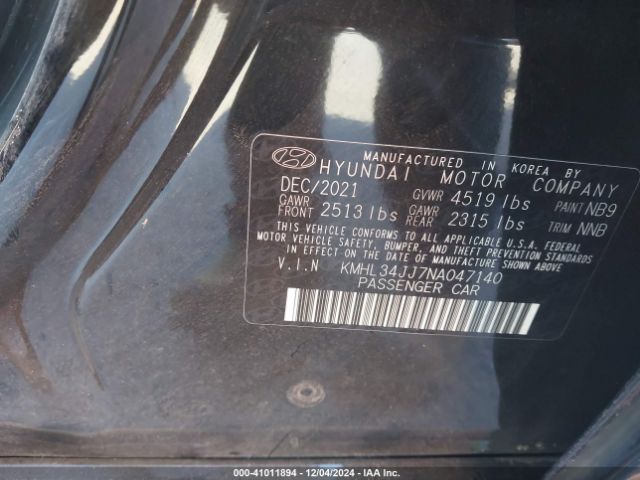 MANUFACTURED IN KOREA BY
HYUNDAI MOTOR COMPANY
DEC/2021 GVWR 4519 lbs PAINT NB9
GAWR FRONT 2513 lbs GAWR REAR 2315 lbs TRIM NNB
THIS VEHICLE CONFORMS TO ALL APPLICABLE U.S.A. FEDERAL
MOTOR VEHICLE SAFETY, BUMPER, AND THEFT PREVENTION
STANDARDS IN EFFECT ON THE DATE OF MANUFACTURE SHOWN ABOVE.
V.I.N KMHL34JJ7NA047140
PASSENGER CAR
000-41011894 - 12/04/2024 - IAA Inc.